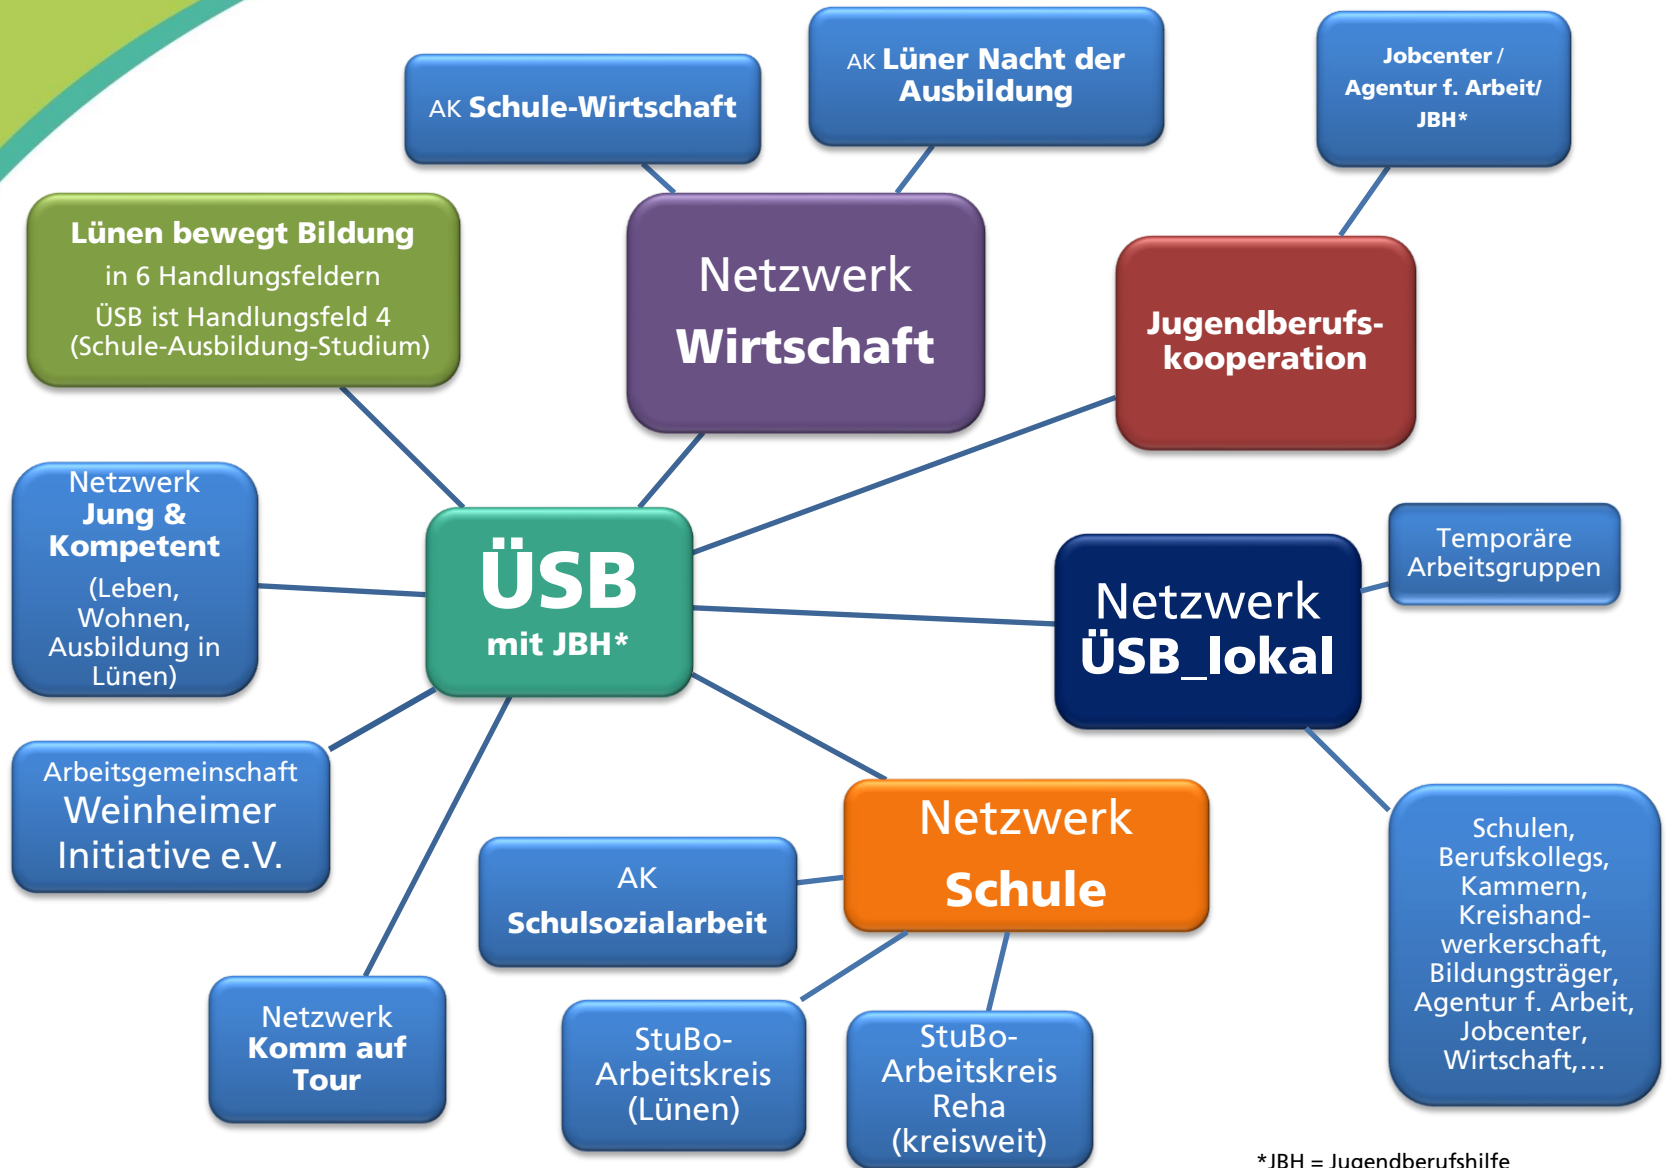 AK Schule-Wirtschaft
AK Lüner Nacht der
Ausbildung
Jobcenter /
Agentur f. Arbeit/
JBH*
Lünen bewegt Bildung
in 6 Handlungsfeldern
ÜSB ist Handlungsfeld 4
(Schule-Ausbildung-Studium)
Netzwerk
Wirtschaft
Jugendberufs-
kooperation
Netzwerk
Jung &
Kompetent
(Leben,
Wohnen,
Ausbildung in
Lünen)
ÜSB
mit JBH*
Netzwerk
ÜSB_lokal
Temporäre
Arbeitsgruppen
Arbeitsgemeinschaft
Weinheimer
Initiative e.V.
Netzwerk
Schule
AK
Schulsozialarbeit
Schulen,
Berufskollegs,
Kammern,
Kreishand-
werkerschaft,
Bildungsträger,
Agentur f. Arbeit,
Jobcenter,
Wirtschaft,...
Netzwerk
Komm auf
Tour
StuBo-
Arbeitskreis
(Lünen)
StuBo-
Arbeitskreis
Reha
(kreisweit)
*JBH = Jugendberufshilfe